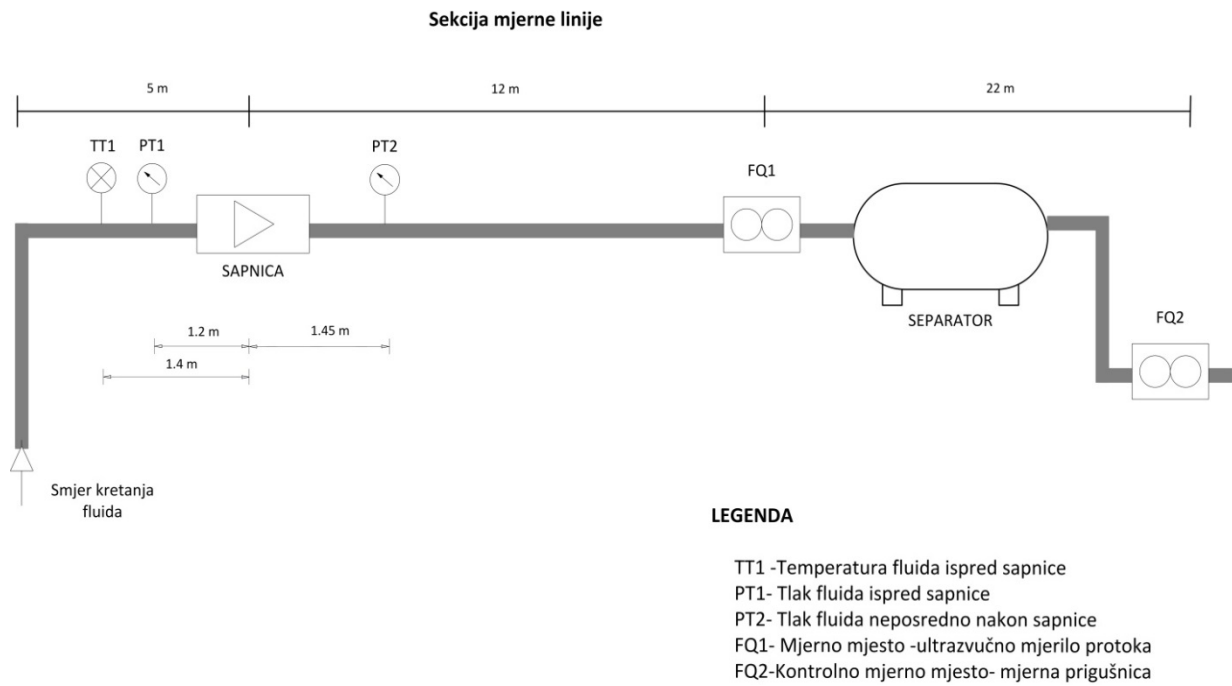 Sekcija mjerne linije
5 m
12 m
22 m
TT1
PT1
PT2
FQ1
SAPNICA
SEPARATOR
FQ2
1.2 m
1.45 m
1.4 m
Smjer kretanja
fluida
LEGENDA
TT1 -Temperatura fluida ispred sapnice
PT1- Tlak fluida ispred sapnice
PT2- Tlak fluida neposredno nakon sapnice
FQ1- Mjerno mjesto -ultrazvučno mjerilo protoka
FQ2-Kontrolno mjerno mjesto- mjerna prigušnica